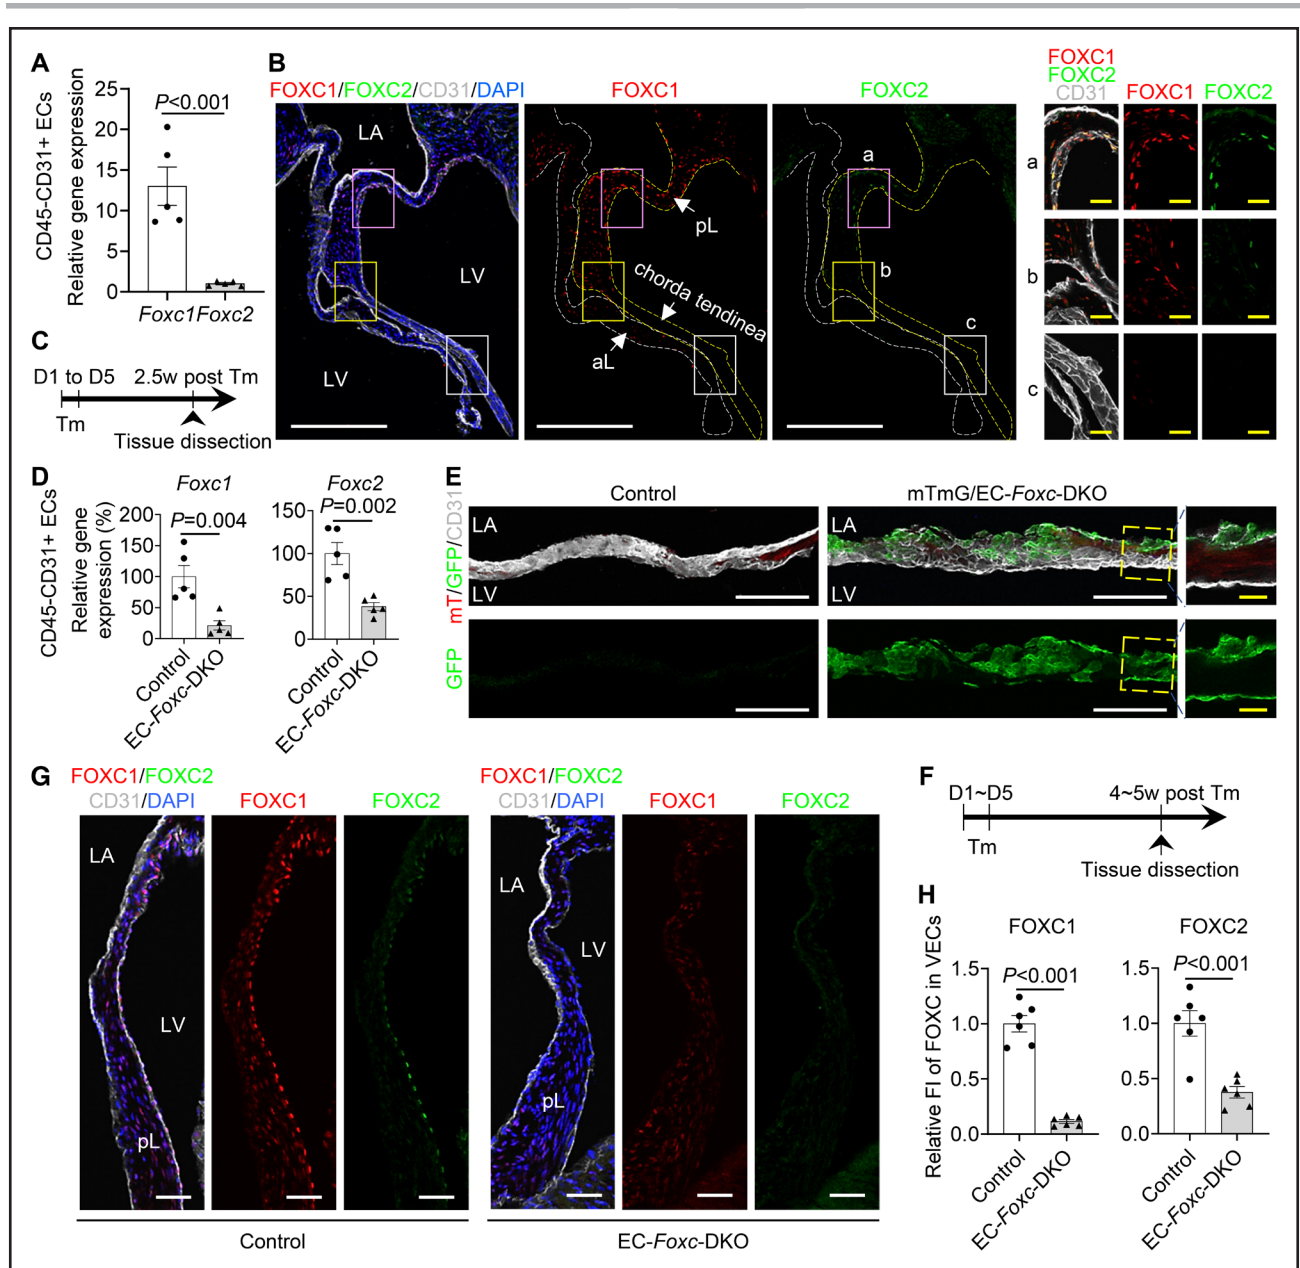 A
CD45-CD31+ ECs
Relative gene expression
25
20
15
10
5
0
P<0.001
Foxc1 Foxc2
B
FOXC1/FOXC2/CD31/DAPI
FOXC1
FOXC2
LA
LV
LV
pL
chorda tendinea
aL
a
b
c
FOXC1
FOXC2
CD31
FOXC1
FOXC2
a
b
c
C
D1 to D5
2.5w post Tm
Tm
Tissue dissection
D
CD45-CD31+ ECs
Relative gene
expression (%)
Foxc1
200
150
100
50
0
P=0.004
Control
EC-Foxc-DKO
Foxc2
150
100
50
0
P=0.002
Control
EC-Foxc-DKO
E
Control
mTmG/EC-Foxc-DKO
mT/GFP/CD31
LA
LV
LA
LV
GFP
G
FOXC1/FOXC2
CD31/DAPI
FOXC1
FOXC2
LA
LV
pL
Control
FOXC1/FOXC2
CD31/DAPI
FOXC1
FOXC2
LA
LV
pL
EC-Foxc-DKO
F
D1~D5
4~5w post Tm
Tm
Tissue dissection
H
Relative FI of FOXC in VECs
FOXC1
1.5
1.0
0.5
0.0
P<0.001
Control
EC-Foxc-DKO
FOXC2
1.5
1.0
0.5
0.0
P<0.001
Control
EC-Foxc-DKO